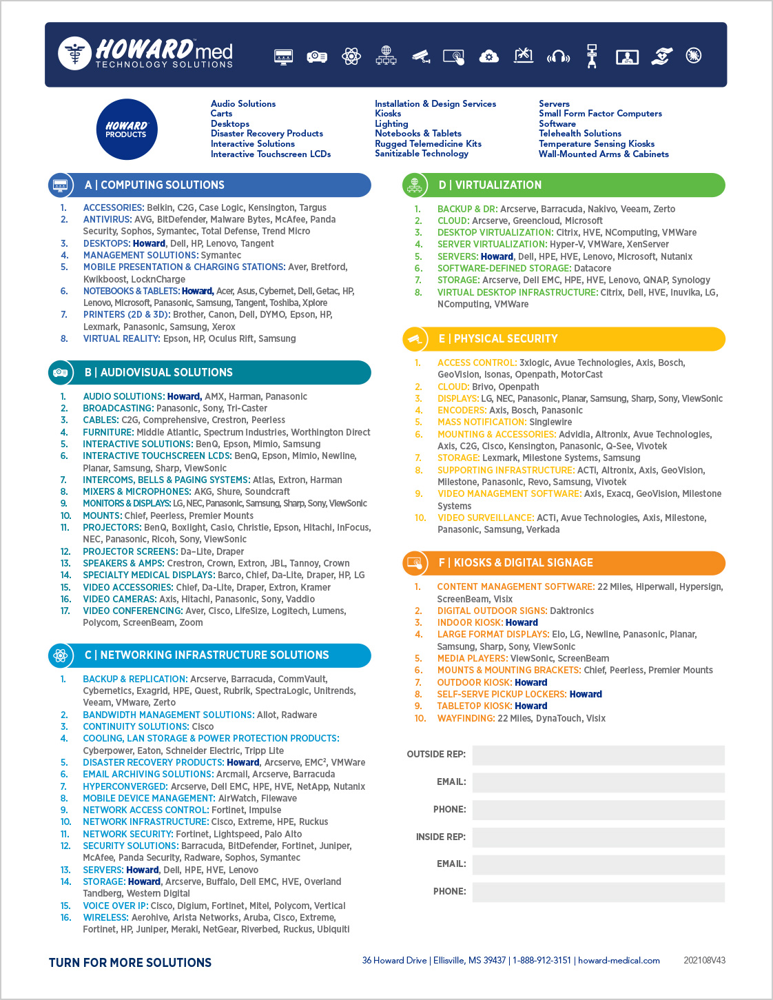 HOWARD™ med
TECHNOLOGY SOLUTIONS
HOWARD™
PRODUCTS
Audio Solutions
Carts
Desktops
Disaster Recovery Products
Interactive Solutions
Interactive Touchscreen LCDs
Installation & Design Services
Kiosks
Lighting
Notebooks & Tablets
Rugged Telemedicine Kits
Sanitizable Technology
Servers
Small Form Factor Computers
Software
Telehealth Solutions
Temperature Sensing Kiosks
Wall-Mounted Arms & Cabinets
A | COMPUTING SOLUTIONS
1. ACCESSORIES: Belkin, C2G, Case Logic, Kensington, Targus
2. ANTIVIRUS: AVG, BitDefender, Malware Bytes, McAfee, Panda
Security, Sophos, Symantec, Total Defense, Trend Micro
3. DESKTOPS: Howard, Dell, HP, Lenovo, Tangent
4. MANAGEMENT SOLUTIONS: Symantec
5. MOBILE PRESENTATION & CHARGING STATIONS: Aver, Bretford,
Kwikboost, LocknCharge
6. NOTEBOOKS & TABLETS: Howard, Acer, Asus, Cybernet, Dell, Getac, HP,
Lenovo, Microsoft, Panasonic, Samsung, Tangent, Toshiba, Xplore
7. PRINTERS (2D & 3D): Brother, Canon, Dell, DYMO, Epson, HP,
Lexmark, Panasonic, Samsung, Xerox
8. VIRTUAL REALITY: Epson, HP, Oculus Rift, Samsung
B | AUDIOVISUAL SOLUTIONS
1. AUDIO SOLUTIONS: Howard, AMX, Harman, Panasonic
2. BROADCASTING: Panasonic, Sony, Tri-Caster
3. CABLES: C2G, Comprehensive, Crestron, Peerless
4. FURNITURE: Middle Atlantic, Spectrum Industries, Worthington Direct
5. INTERACTIVE SOLUTIONS: BenQ, Epson, Mimio, Samsung
6. INTERACTIVE TOUCHSCREEN LCDS: BenQ, Epson, Mimio, Newline,
Planar, Samsung, Sharp, ViewSonic
7. INTERCOMS, BELLS & PAGING SYSTEMS: Atlas, Extron, Harman
8. MIXERS & MICROPHONES: AKG, Shure, Soundcraft
9. MONITORS & DISPLAYS: LG, NEC, Panasonic, Samsung, Sharp, Sony, ViewSonic
10. MOUNTS: Chief, Peerless, Premier Mounts
11. PROJECTORS: BenQ, Boxlight, Casio, Christie, Epson, Hitachi, InFocus,
NEC, Panasonic, Ricoh, Sony, ViewSonic
12. PROJECTOR SCREENS: Da–Lite, Draper
13. SPEAKERS & AMPS: Crestron, Crown, Extron, JBL, Tannoy, Crown
14. SPECIALTY MEDICAL DISPLAYS: Barco, Chief, Da-Lite, Draper, HP, LG
15. VIDEO ACCESSORIES: Chief, Da-Lite, Draper, Extron, Kramer
16. VIDEO CAMERAS: Axis, Hitachi, Panasonic, Sony, Vaddio
17. VIDEO CONFERENCING: Aver, Cisco, LifeSize, Logitech, Lumens,
Polycom, ScreenBeam, Zoom
C | NETWORKING INFRASTRUCTURE SOLUTIONS
1. BACKUP & REPLICATION: Arcserve, Barracuda, CommVault,
Cybernetics, Exagrid, HPE, Quest, Rubrik, SpectraLogic, Unitrends,
Veeam, VMware, Zerto
2. BANDWIDTH MANAGEMENT SOLUTIONS: Allot, Radware
3. CONTINUITY SOLUTIONS: Cisco
4. COOLING, LAN STORAGE & POWER PROTECTION PRODUCTS:
Cyberpower, Eaton, Schneider Electric, Tripp Lite
5. DISASTER RECOVERY PRODUCTS: Howard, Arcserve, EMC², VMWare
6. EMAIL ARCHIVING SOLUTIONS: Arcmail, Arcserve, Barracuda
7. HYPERCONVERGED: Arcserve, Dell EMC, HPE, HVE, NetApp, Nutanix
8. MOBILE DEVICE MANAGEMENT: AirWatch, Filewave
9. NETWORK ACCESS CONTROL: Fortinet, Impulse
10. NETWORK INFRASTRUCTURE: Cisco, Extreme, HPE, Ruckus
11. NETWORK SECURITY: Fortinet, Lightspeed, Palo Alto
12. SECURITY SOLUTIONS: Barracuda, BitDefender, Fortinet, Juniper,
McAfee, Panda Security, Radware, Sophos, Symantec
13. SERVERS: Howard, Dell, HPE, HVE, Lenovo
14. STORAGE: Howard, Arcserve, Buffalo, Dell EMC, HVE, Overland
Tandberg, Western Digital
15. VOICE OVER IP: Cisco, Digium, Fortinet, Mitel, Polycom, Vertical
16. WIRELESS: Aerohive, Arista Networks, Aruba, Cisco, Extreme,
Fortinet, HP, Juniper, Meraki, NetGear, Riverbed, Ruckus, Ubiquiti
D | VIRTUALIZATION
1. BACKUP & DR: Arcserve, Barracuda, Nakivo, Veeam, Zerto
2. CLOUD: Arcserve, Greencloud, Microsoft
3. DESKTOP VIRTUALIZATION: Citrix, HVE, NComputing, VMWare
4. SERVER VIRTUALIZATION: Hyper-V, VMWare, XenServer
5. SERVERS: Howard, Dell, HPE, HVE, Lenovo, Microsoft, Nutanix
6. SOFTWARE-DEFINED STORAGE: Datacore
7. STORAGE: Arcserve, Dell EMC, HPE, HVE, Lenovo, QNAP, Synology
8. VIRTUAL DESKTOP INFRASTRUCTURE: Citrix, Dell, HVE, Inuvika, LG,
NComputing, VMWare
E | PHYSICAL SECURITY
1. ACCESS CONTROL: 3xlogic, Avue Technologies, Axis, Bosch,
GeoVision, Isonas, Openpath, MotorCast
2. CLOUD: Brivo, Openpath
3. DISPLAYS: LG, NEC, Panasonic, Planar, Samsung, Sharp, Sony, ViewSonic
4. ENCODERS: Axis, Bosch, Panasonic
5. MASS NOTIFICATION: Singlewire
6. MOUNTING & ACCESSORIES: Advidia, Altronix, Avue Technologies,
Axis, C2G, Cisco, Kensington, Panasonic, Q-See, Vivotek
7. STORAGE: Lexmark, Milestone Systems, Samsung
8. SUPPORTING INFRASTRUCTURE: ACTi, Altronix, Axis, GeoVision,
Milestone, Panasonic, Revo, Samsung, Vivotek
9. VIDEO MANAGEMENT SOFTWARE: Axis, Exacq, GeoVision, Milestone
Systems
10. VIDEO SURVEILLANCE: ACTi, Avue Technologies, Axis, Milestone,
Panasonic, Samsung, Verkada
F | KIOSKS & DIGITAL SIGNAGE
1. CONTENT MANAGEMENT SOFTWARE: 22 Miles, Hiperwall, Hypersign,
ScreenBeam, Visix
2. DIGITAL OUTDOOR SIGNS: Daktronics
3. INDOOR KIOSK: Howard
4. LARGE FORMAT DISPLAYS: Elo, LG, Newline, Panasonic, Planar,
Samsung, Sharp, Sony, ViewSonic
5. MEDIA PLAYERS: ViewSonic, ScreenBeam
6. MOUNTS & MOUNTING BRACKETS: Chief, Peerless, Premier Mounts
7. OUTDOOR KIOSK: Howard
8. SELF-SERVE PICKUP LOCKERS: Howard
9. TABLETOP KIOSK: Howard
10. WAYFINDING: 22 Miles, DynaTouch, Visix
OUTSIDE REP:
EMAIL:
PHONE:
INSIDE REP:
EMAIL:
PHONE:
TURN FOR MORE SOLUTIONS
36 Howard Drive | Ellisville, MS 39437 | 1-888-912-3151 | howard-medical.com
202108V43